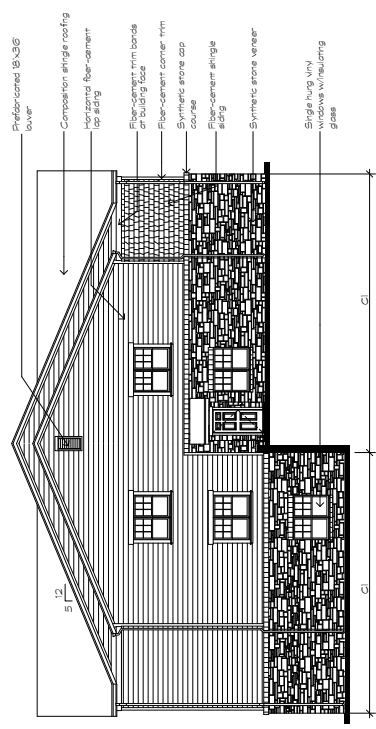 Prefabricated 18x36
louver
Composition shingle roofing
Horizontal fiber-cement
lap siding
Fiber-cement trim bands
at building face
Fiber-cement corner trim
Synthetic stone cap
course
Fiber-cement shingle
siding
Synthetic stone veneer
Single hung vinyl
windows w/insulating
glass
12
5
C1
C1